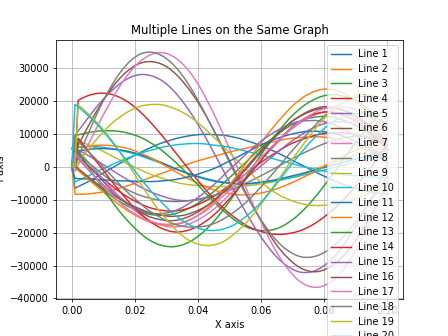 Multiple Lines on the Same Graph
30000
20000
10000
0
−10000
−20000
−30000
−40000
0.00
0.02
0.04
0.06
0.08
X axis
Line 1
Line 2
Line 3
Line 4
Line 5
Line 6
Line 7
Line 8
Line 9
Line 10
Line 11
Line 12
Line 13
Line 14
Line 15
Line 16
Line 17
Line 18
Line 19
Line 20